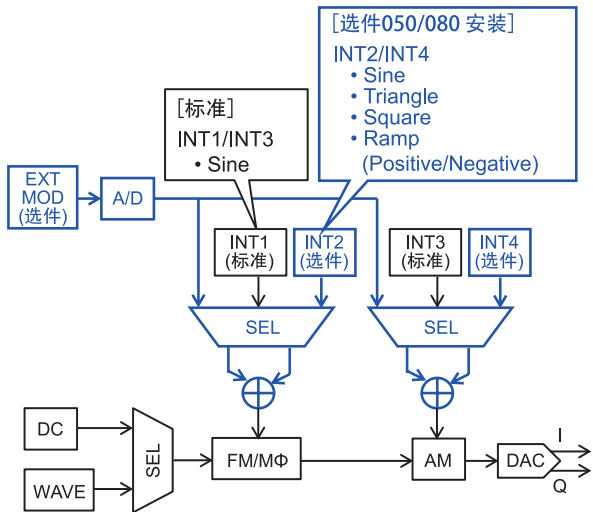 [选件050/080 安装]
INT2/INT4
• Sine
• Triangle
• Square
• Ramp
(Positive/Negative)
[标准]
INT1/INT3
• Sine
EXT
MOD
(选件)
A/D
INT1
(标准)
INT2
(选件)
INT3
(标准)
INT4
(选件)
SEL
SEL
DC
WAVE
SEL
FM/MΦ
AM
DAC
I
Q